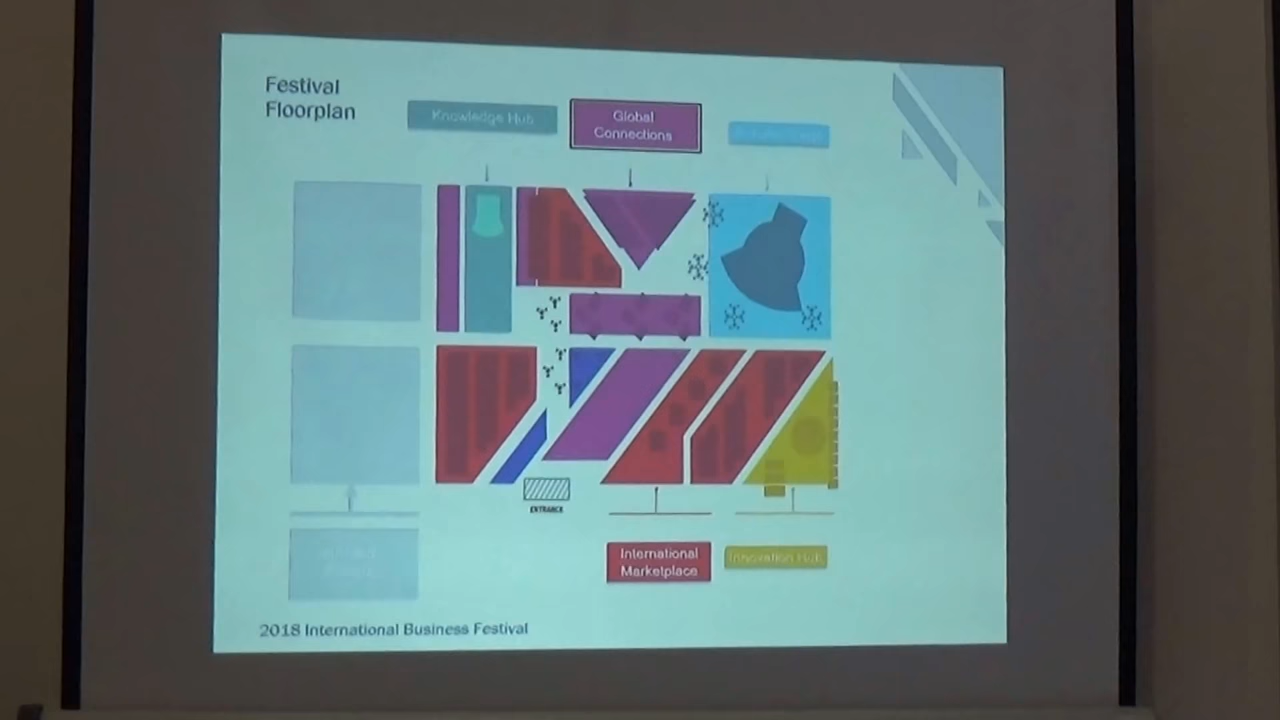 Festival
Floorplan
Knowledge Hub
Global
Connections
ENTRANCE
International
Marketplace
Innovation Hub
2018 International Business Festival